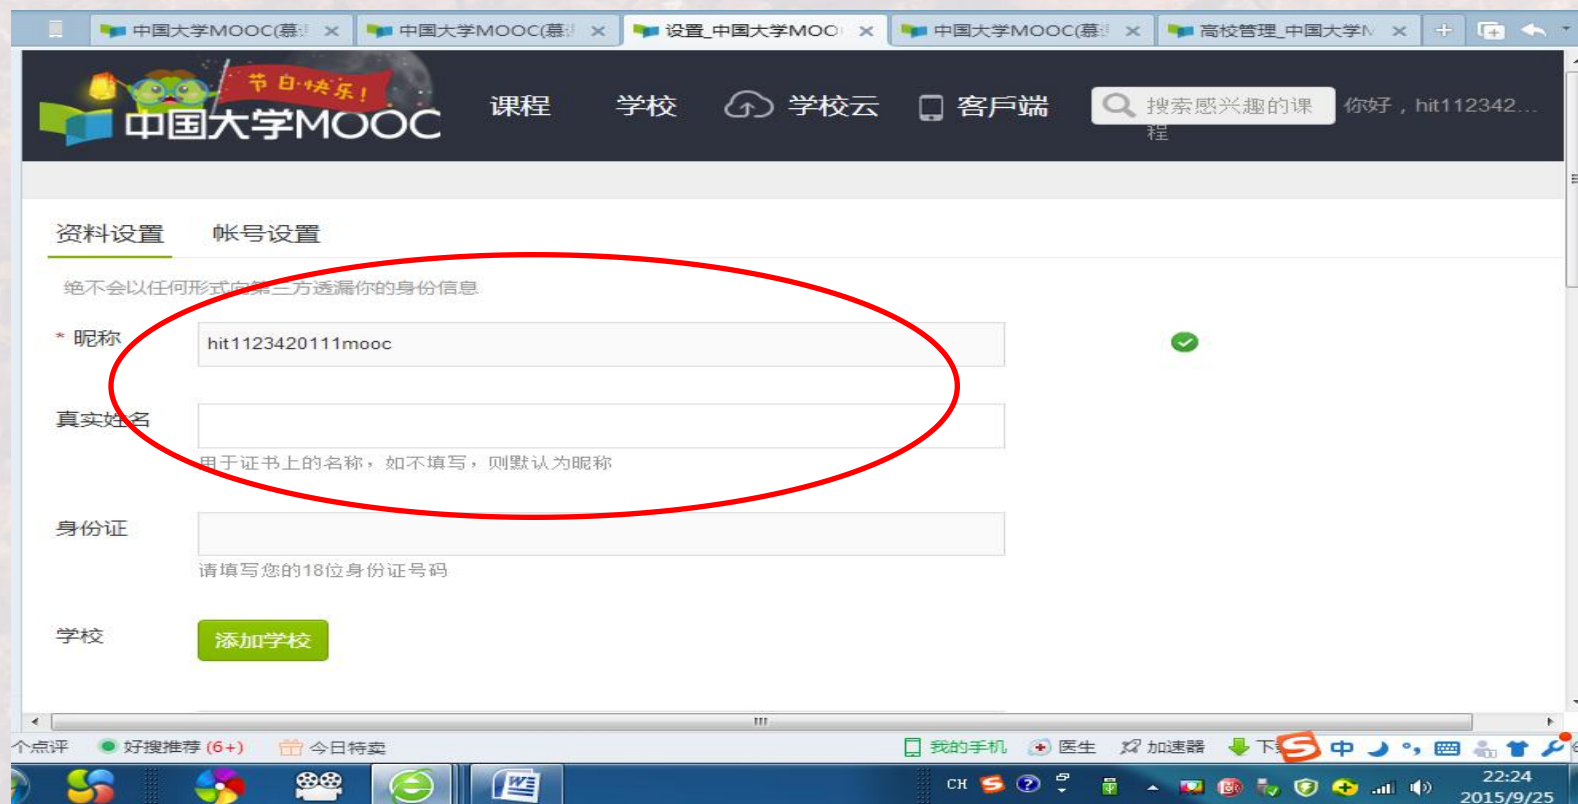 中国大学MOOC(慕 中国大学MOOC(慕 设置_中国大学MOO 中国大学MOOC(慕 高校管理_中国大学
节日快乐!
中国大学MOOC 课程 学校 学校云 客户端 搜索感兴趣的课 你好，hit112342...
程
资料设置 帐号设置
绝不会以任何形式向第三方透漏你的身份信息
* 昵称 hit1123420111mooc
真实姓名
用于证书上的名称，如不填写，则默认为昵称
身份证
请填写您的18位身份证号码
学校 添加学校
个点评 好搜推荐 (6+) 今日特卖 我的手机 医生 加速器 下 中
CH 22:24
2015/9/25